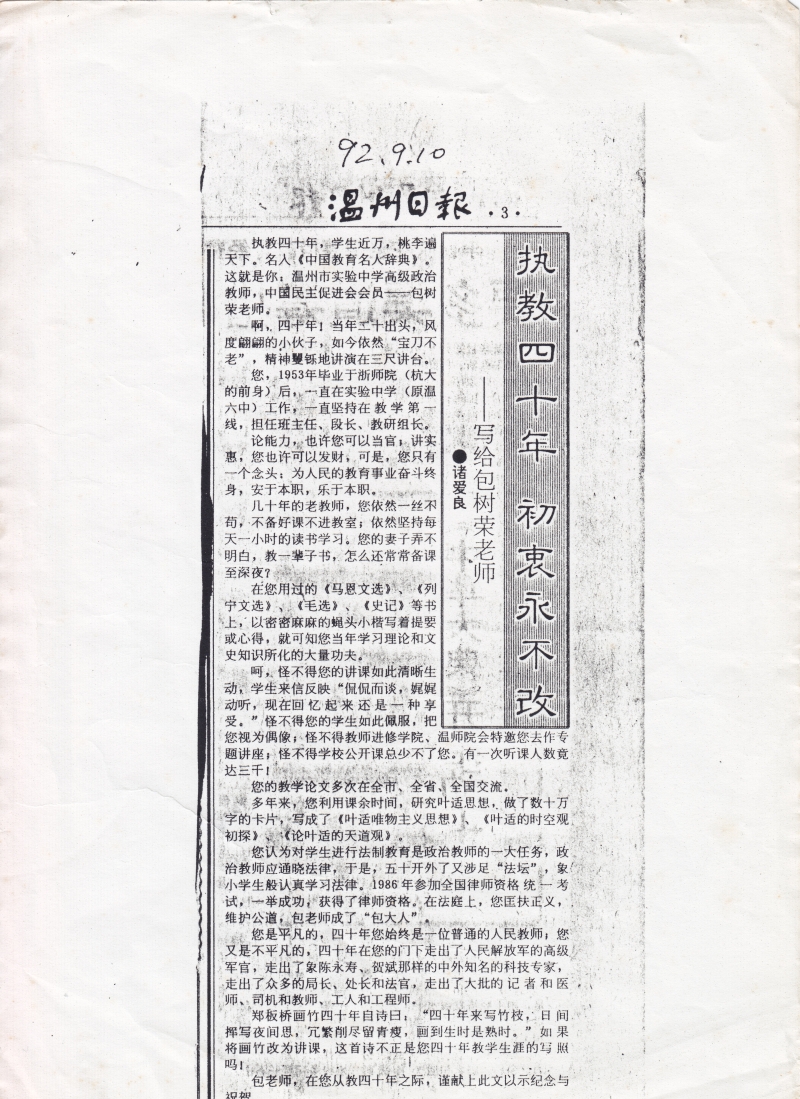 92.9.10
温州日報 ·3·
执教四十年 初衷永不改
——写给包树荣老师
●诸爱良
执教四十年，学生近万，桃李遍
天下。名人《中国教育名人辞典》。
这就是你：温州市实验中学高级政治
教师，中国民主促进会会员——包树
荣老师。
啊，四十年！当年二十出头，风
度翩翩的小伙子，如今依然“宝刀不
老”，精神矍铄地讲演在三尺讲台。
您，1953年毕业于浙师院（杭大
的前身）后，一直在实验中学（原温
六中）工作，一直坚持在教学第一
线，担任班主任、段长、教研组长。
论能力，也许您可以当官；讲实
惠，您也许可以发财，可是，您只有
一个念头：为人民的教育事业奋斗终
身，安于本职，乐于本职。
几十年的老教师，您依然一丝不
苟，不备好课不进教室；依然坚持每
天一小时的读书学习。您的妻子弄不
明白，教一辈子书，怎么还常常备课
至深夜？
在您用过的《马恩文选》、《列
宁文选》、《毛选》、《史记》等书
上，以密密麻麻的蝇头小楷写着提要
或心得，就可知您当年学习理论和文
史知识所化的大量功夫。
呵，怪不得您的讲课如此清晰生
动，学生来信反映“侃侃而谈，娓娓
动听，现在回忆起来还是一种享
受。”怪不得您的学生如此佩服，把
您视为偶像；怪不得教师进修学院、温师院会特邀您去作专
题讲座；怪不得学校公开课总少不了您。有一次听课人数竟
达三千！
您的教学论文多次在全市、全省、全国交流。
多年来，您利用课余时间，研究叶适思想，做了数十万
字的卡片，写成了《叶适唯物主义思想》、《叶适的时空观
初探》、《论叶适的天道观》。
您认为对学生进行法制教育是政治教师的一大任务，政
治教师应通晓法律，于是，五十开外了又涉足“法坛”，象
小学生般认真学习法律。1986年参加全国律师资格统一考
试，一举成功，获得了律师资格。在法庭上，您匡扶正义，
维护公道，包老师成了“包大人”。
您是平凡的，四十年您始终是一位普通的人民教师；您
又是不平凡的，四十年在您的门下走出了人民解放军的高级
军官，走出了象陈永寿、贺斌那样的中外知名的科技专家，
走出了众多的局长、处长和法官，走出了大批的记者和医
师、司机和教师、工人和工程师。
郑板桥画竹四十年自诗曰：“四十年来写竹枝，日间
挥写夜间思，冗繁削尽留青瘦，画到生时是熟时。”如果
将画竹改为讲课，这首诗不正是您四十年教学生涯的写照
吗！
包老师，在您从教四十年之际，谨献上此文以示纪念与
祝贺